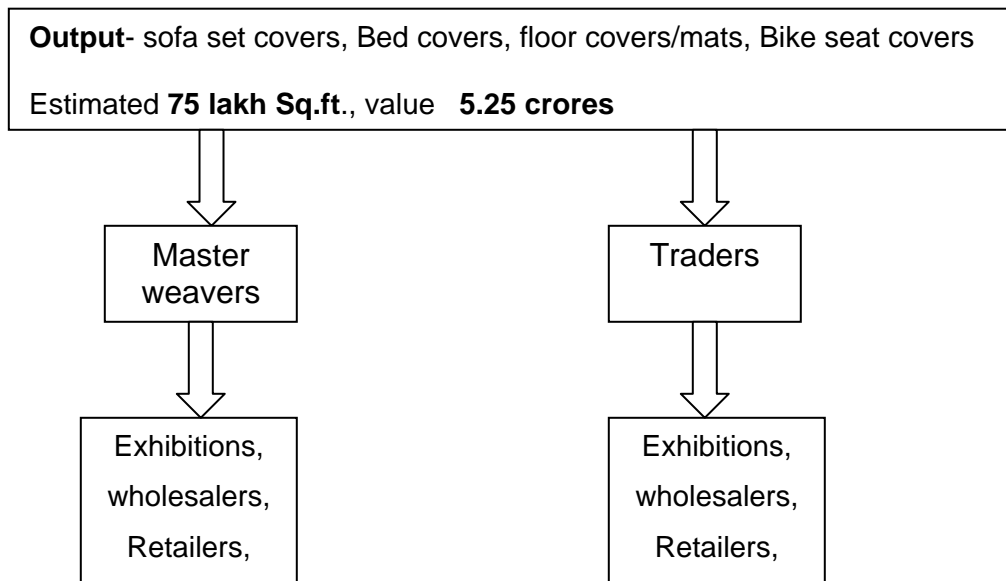 Output- sofa set covers, Bed covers, floor covers/mats, Bike seat covers
Estimated 75 lakh Sq.ft., value 5.25 crores
Master
weavers
Traders
Exhibitions,
wholesalers,
Retailers,
Exhibitions,
wholesalers,
Retailers,